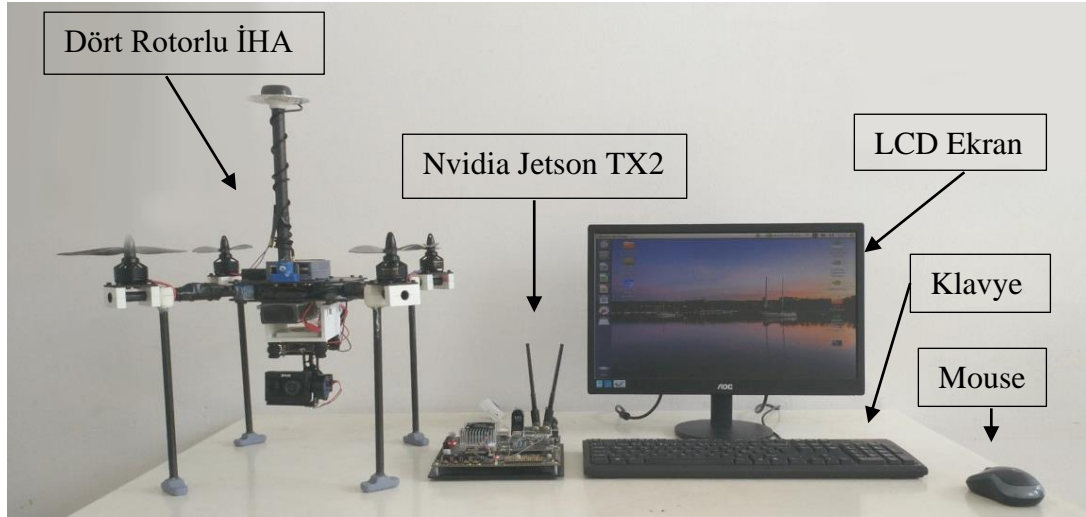 Dört Rotorlu İHA
Nvidia Jetson TX2
LCD Ekran
Klavye
Mouse
AOC